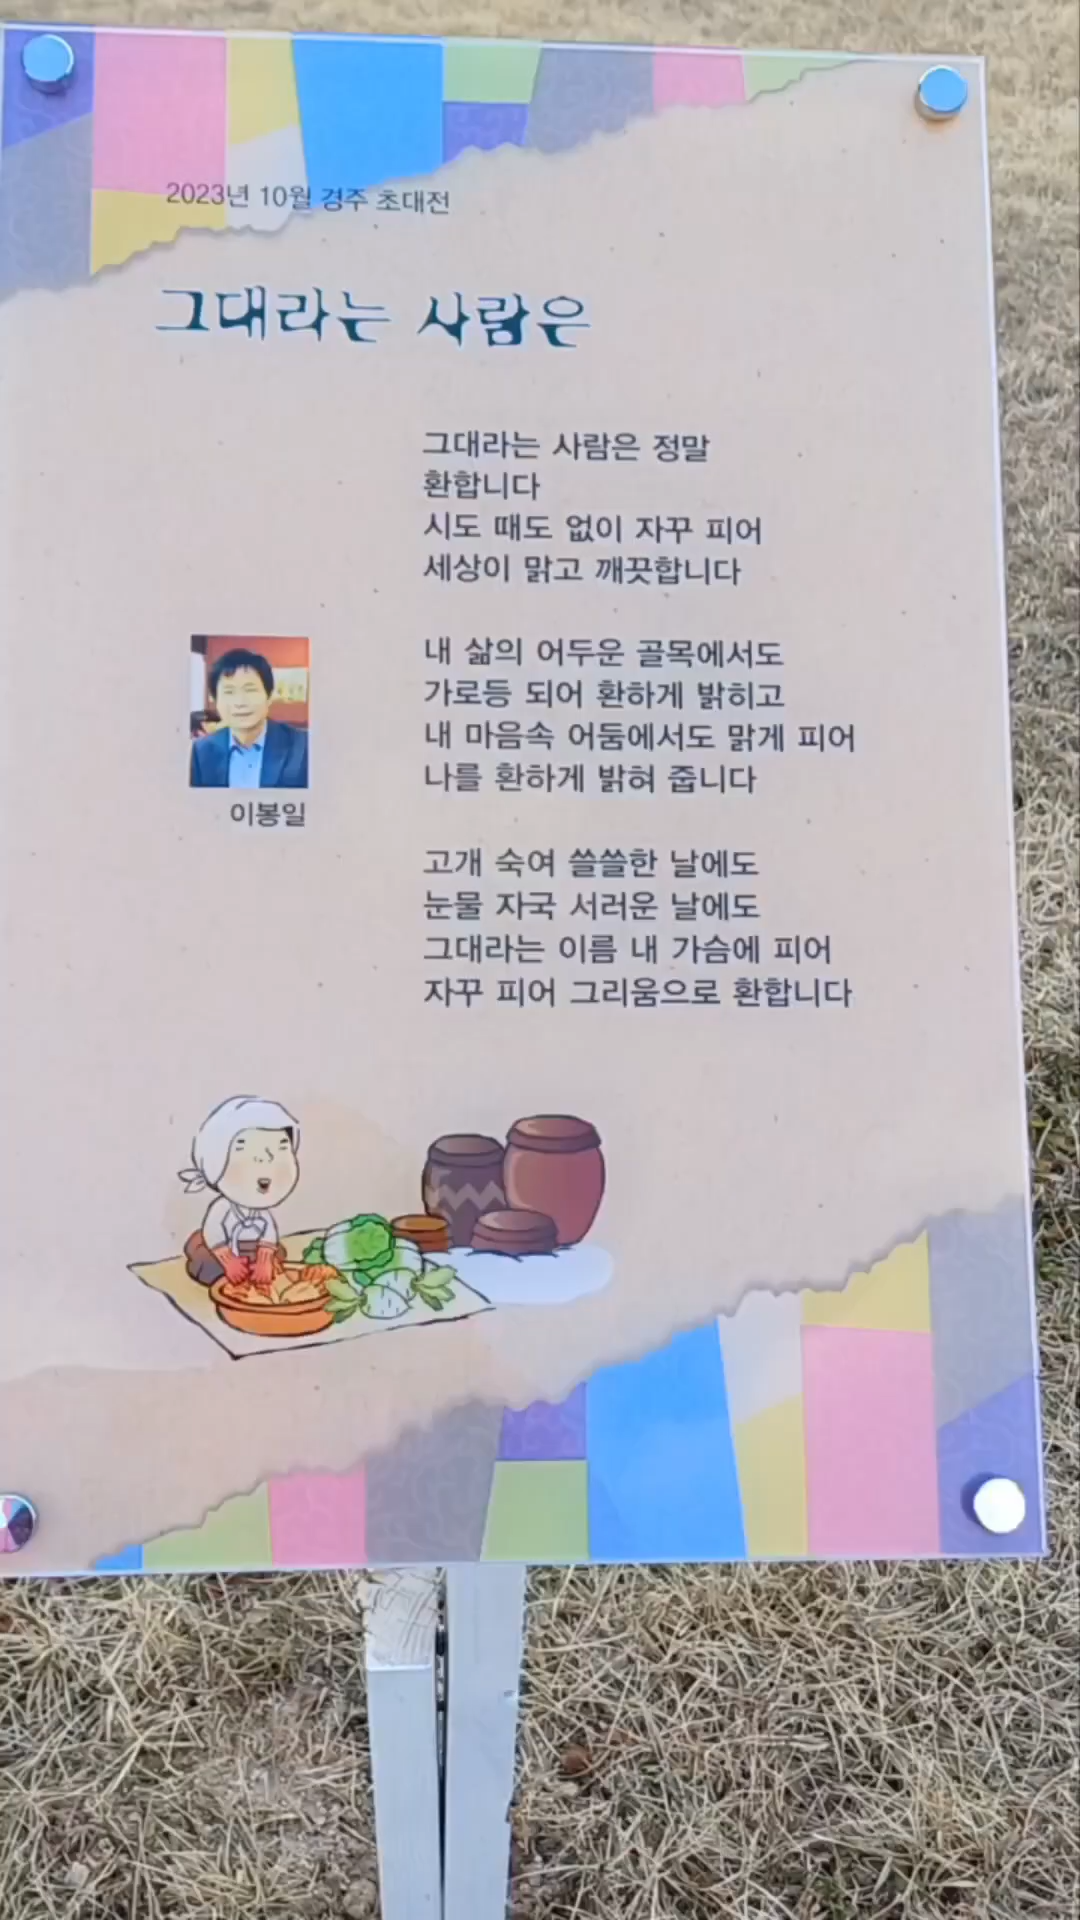 2023년 10월 경주 초대전
그대라는 사람은
그대라는 사람은 정말
환합니다
시도 때도 없이 자꾸 피어
세상이 맑고 깨끗합니다
내 삶의 어두운 골목에서도
가로등 되어 환하게 밝히고
내 마음속 어둠에서도 맑게 피어
나를 환하게 밝혀 줍니다
이봉일
고개 숙여 쓸쓸한 날에도
눈물 자국 서러운 날에도
그대라는 이름 내 가슴에 피어
자꾸 피어 그리움으로 환합니다